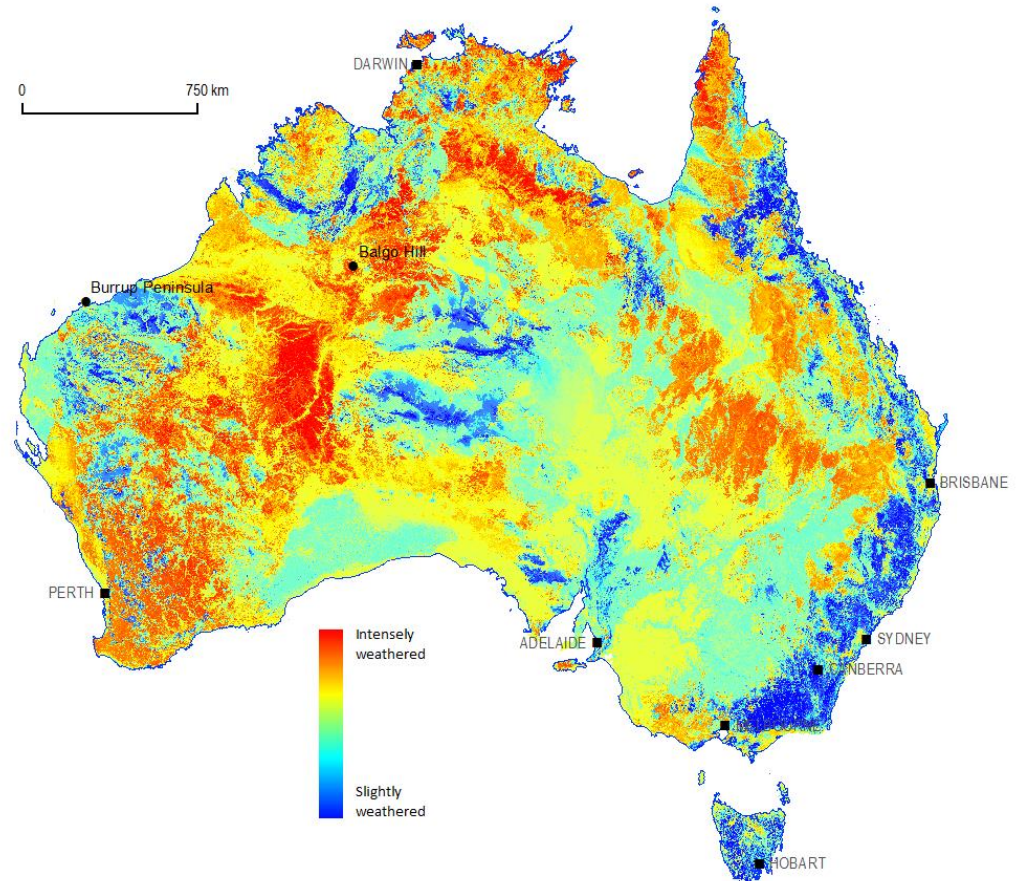 DARWIN
0 750 km
Balgo Hill
Burrup Peninsula
BRISBANE
PERTH
Intensely
weathered
ADELAIDE
SYDNEY
CANBERRA
Slightly
weathered
HOBART